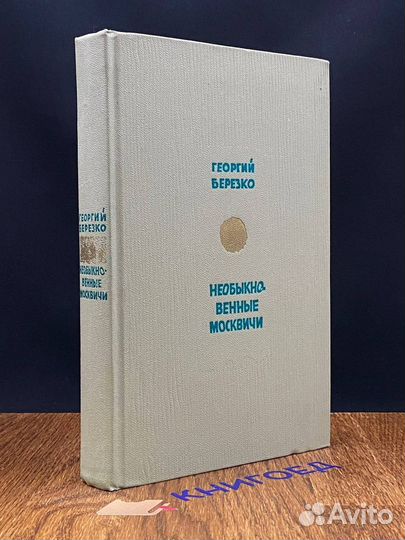 ГЕОРГИЙ
БЕРЕЗКО
НЕОБЫКНО-
ВЕННЫЕ
МОСКВИЧИ
ГЕОРГИЙ
БЕРЕЗКО
НЕОБЫКНО-
ВЕННЫЕ
МОСКВИЧИ
КНИГОЕД
Avito